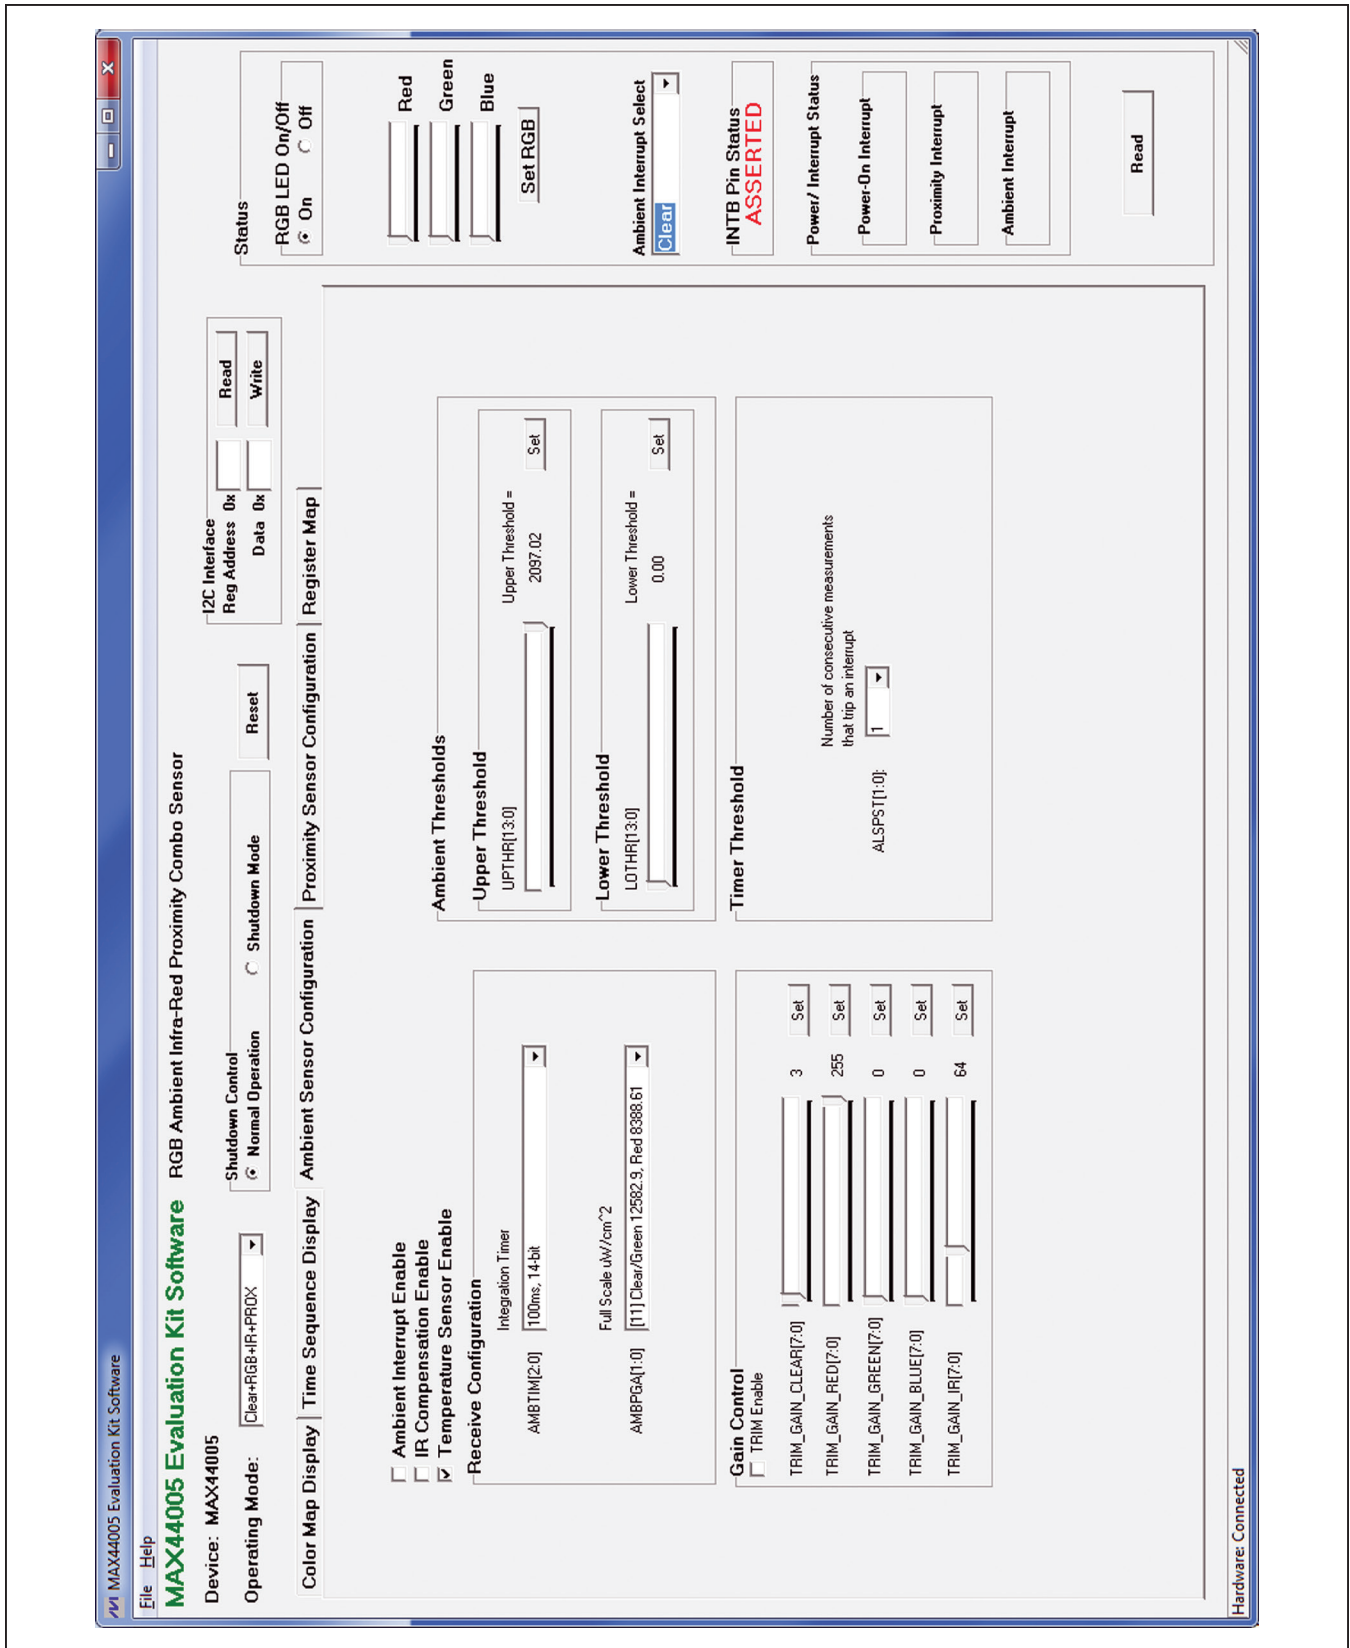 MAX44005 Evaluation Kit Software
File Help
MAX44005 Evaluation Kit Software RGB Ambient Infra-Red Proximity Combo Sensor
Device: MAX44005
Operating Mode: Clear+RGB+IR+PROX
Shutdown Control
Normal Operation Shutdown Mode
Reset
I2C Interface
Reg Address 0x Read
Data 0x Write
Color Map Display Time Sequence Display Ambient Sensor Configuration Proximity Sensor Configuration Register Map
Ambient Interrupt Enable
IR Compensation Enable
Temperature Sensor Enable
Receive Configuration
Integration Timer
AMBTIM[2:0] 100ms, 14-bit
Full Scale uW/cm^2
AMBPGA[1:0] [11] Clear/Green 12582.9, Red 8388.61
Ambient Thresholds
Upper Threshold
UPTHR[13:0] Upper Threshold =
2097.02 Set
Lower Threshold
LOTHR[13:0] Lower Threshold =
0.00 Set
Gain Control
TRIM Enable
TRIM_GAIN_CLEAR[7:0] 3 Set
TRIM_GAIN_RED[7:0] 255 Set
TRIM_GAIN_GREEN[7:0] 0 Set
TRIM_GAIN_BLUE[7:0] 0 Set
TRIM_GAIN_IR[7:0] 64 Set
Timer Threshold
Number of consecutive measurements
that trip an interrupt
ALSPST[1:0]: 1
Status
RGB LED On/Off
On Off
Red
Green
Blue
Set RGB
Ambient Interrupt Select
Clear
INTB Pin Status
ASSERTED
Power/ Interrupt Status
Power-On Interrupt
Proximity Interrupt
Ambient Interrupt
Read
Hardware: Connected